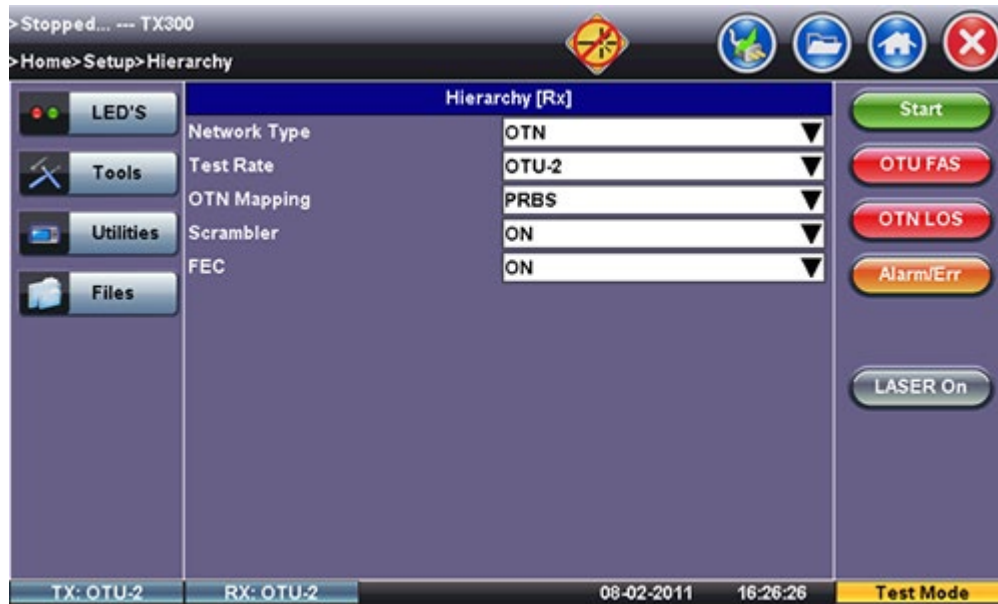 >Stopped... --- TX300
>Home>Setup>Hierarchy
LED'S
Tools
Utilities
Files
Hierarchy [Rx]
Network Type OTN
Test Rate OTU-2
OTN Mapping PRBS
Scrambler ON
FEC ON
Start
OTU FAS
OTN LOS
Alarm/Err
LASER On
TX: OTU-2 RX: OTU-2 08-02-2011 16:26:26 Test Mode